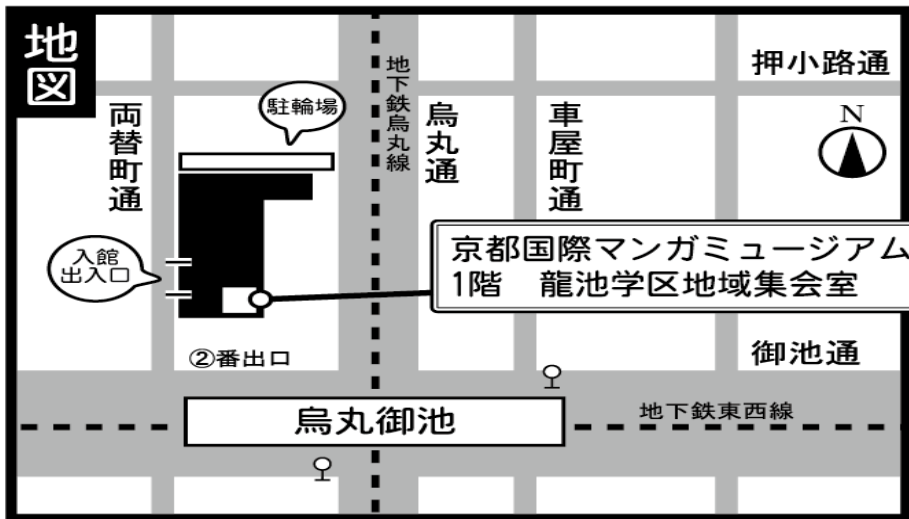 地図
押小路通
両替町通
駐輪場
地下鉄烏丸線
烏丸通
車屋町通
N
入館
出入口
京都国際マンガミュージアム
1階　龍池学区地域集会室
②番出口
御池通
烏丸御池
地下鉄東西線